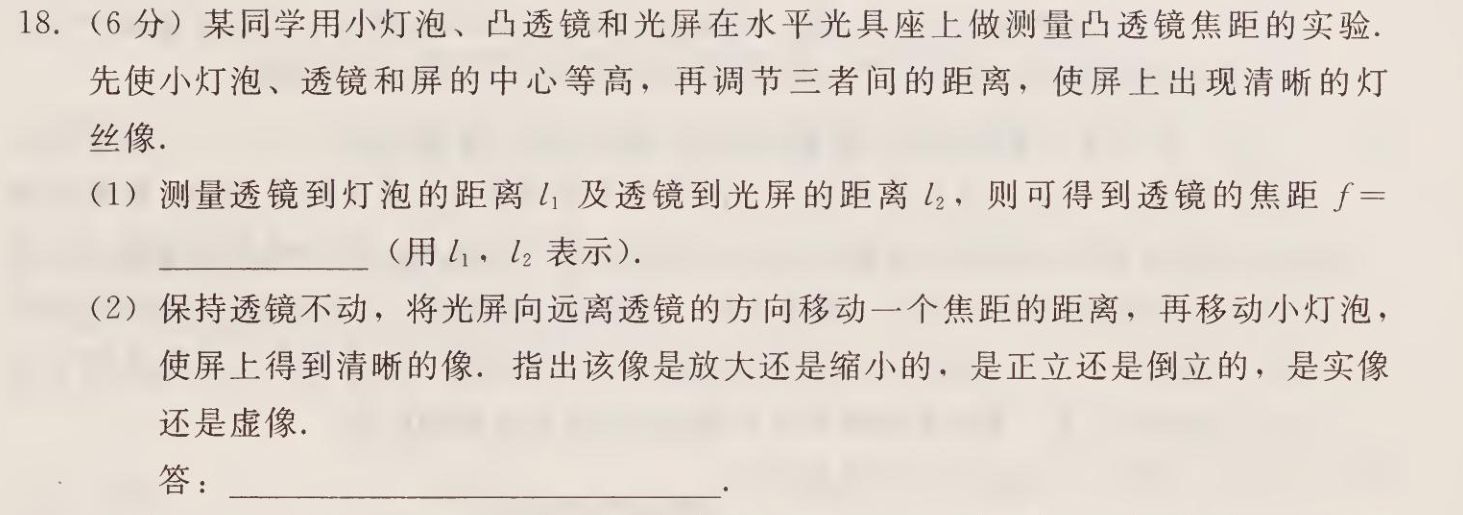 18. (6 分) 某同学用小灯泡、凸透镜和光屏在水平光具座上做测量凸透镜焦距的实验.
先使小灯泡、透镜和屏的中心等高，再调节三者间的距离，使屏上出现清晰的灯
丝像.
(1) 测量透镜到灯泡的距离 l₁ 及透镜到光屏的距离 l₂，则可得到透镜的焦距 f =
____________ (用 l₁，l₂ 表示).
(2) 保持透镜不动，将光屏向远离透镜的方向移动一个焦距的距离，再移动小灯泡，
使屏上得到清晰的像. 指出该像是放大还是缩小的，是正立还是倒立的，是实像
还是虚像.
答：____________________________.